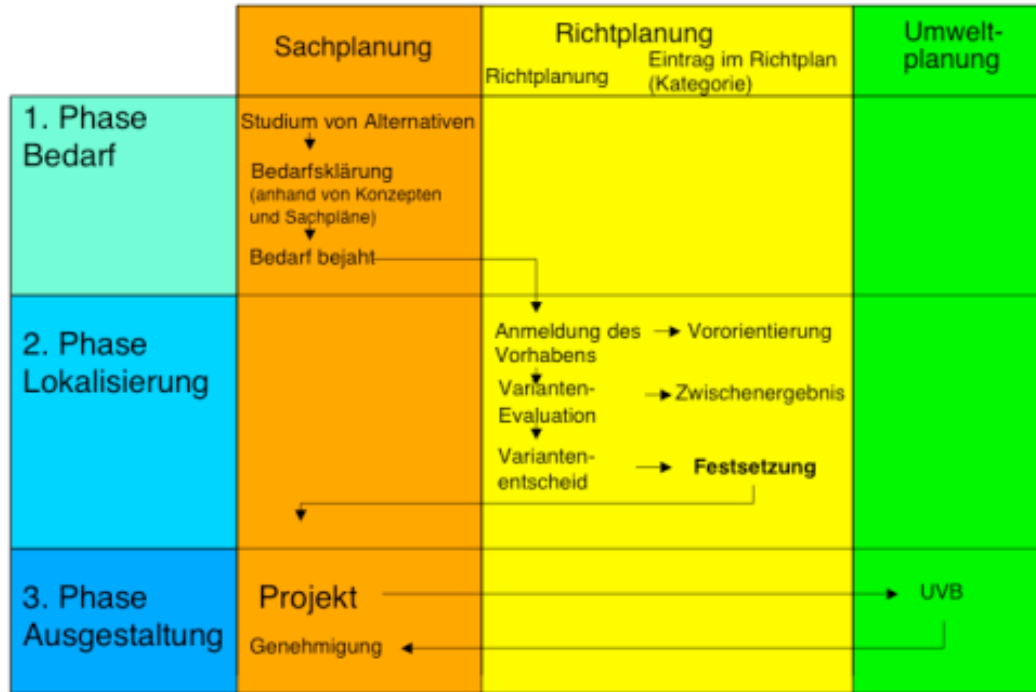 Sachplanung
Richtplanung
Richtplanung
Eintrag im Richtplan
(Kategorie)
Umwelt-
planung
1. Phase
Bedarf
Studium von Alternativen
Bedarfsklärung
(anhand von Konzepten
und Sachpläne)
Bedarf bejaht
2. Phase
Lokalisierung
Anmeldung des
Vorhabens
Vororientierung
Varianten-
Evaluation
Zwischenergebnis
Varianten-
entscheid
Festsetzung
3. Phase
Ausgestaltung
Projekt
UVB
Genehmigung